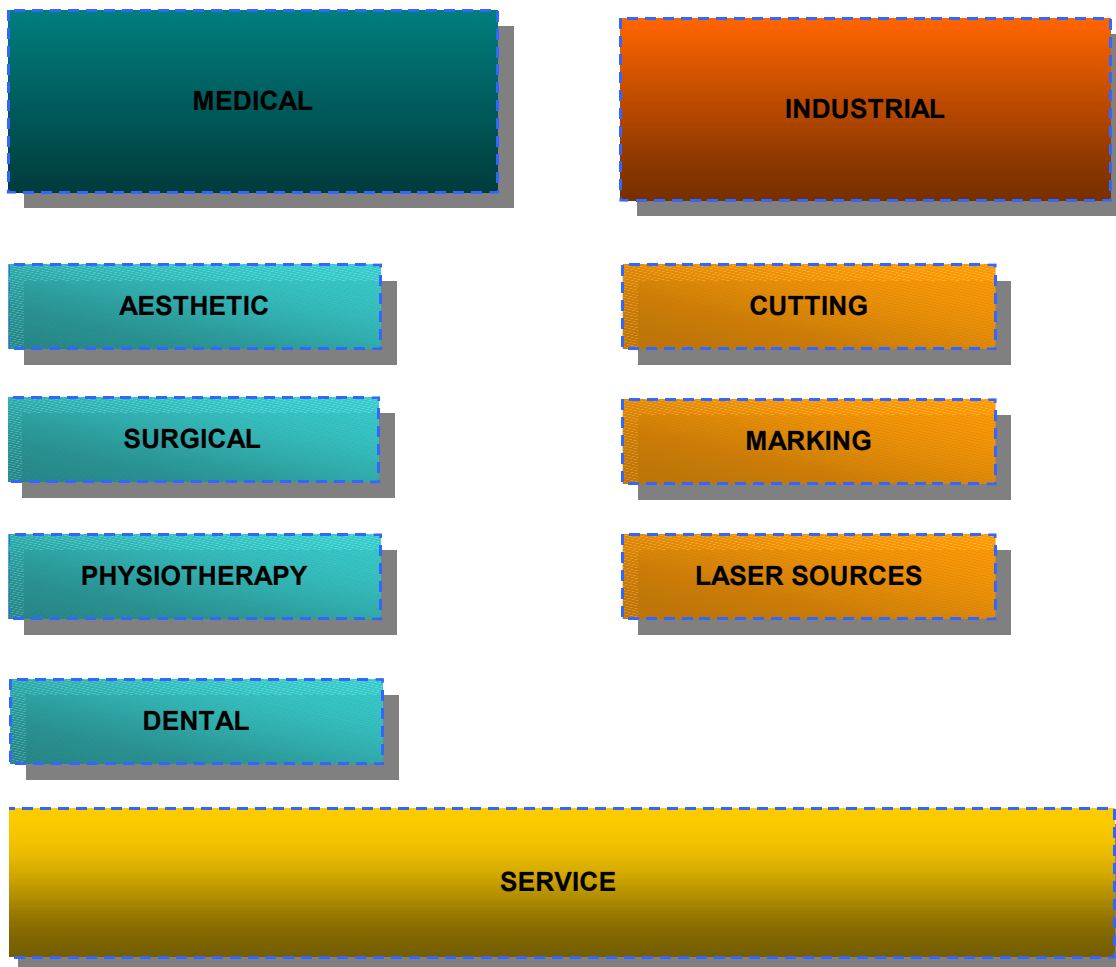 MEDICAL
INDUSTRIAL
AESTHETIC
CUTTING
SURGICAL
MARKING
PHYSIOTHERAPY
LASER SOURCES
DENTAL
SERVICE